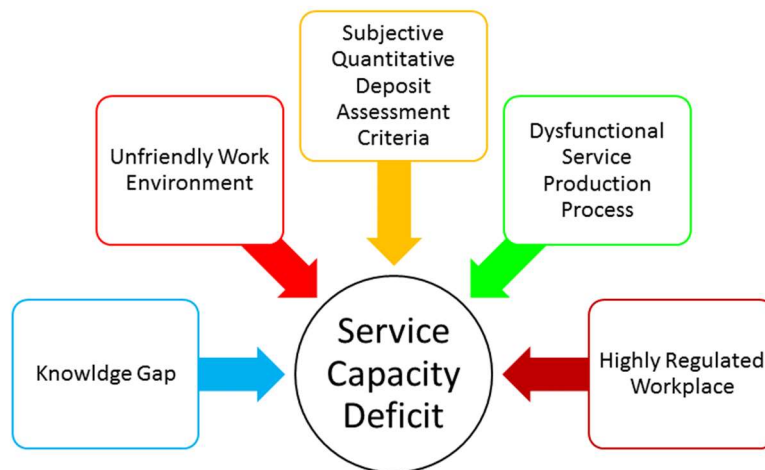 Subjective
Quantitative
Deposit
Assessment
Criteria
Unfriendly Work
Environment
Dysfunctional
Service
Production
Process
Knowldge Gap
Service
Capacity
Deficit
Highly Regulated
Workplace